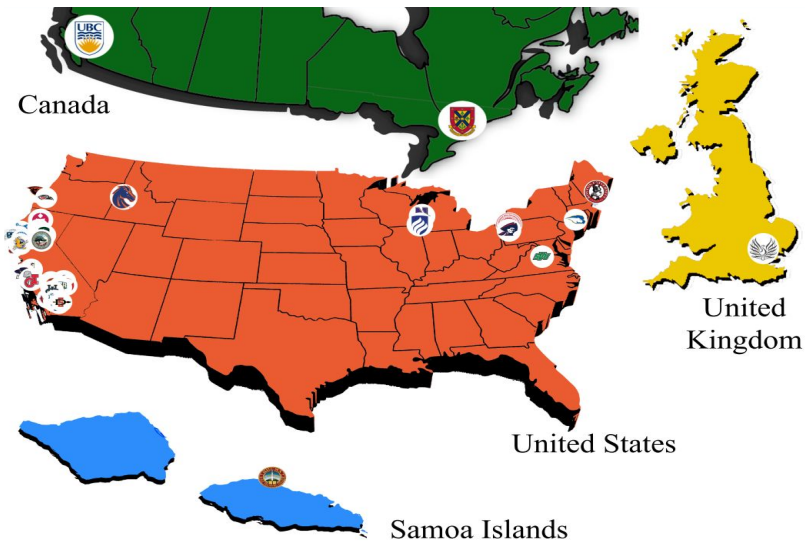 UBC
Canada
United
Kingdom
United States
Samoa Islands